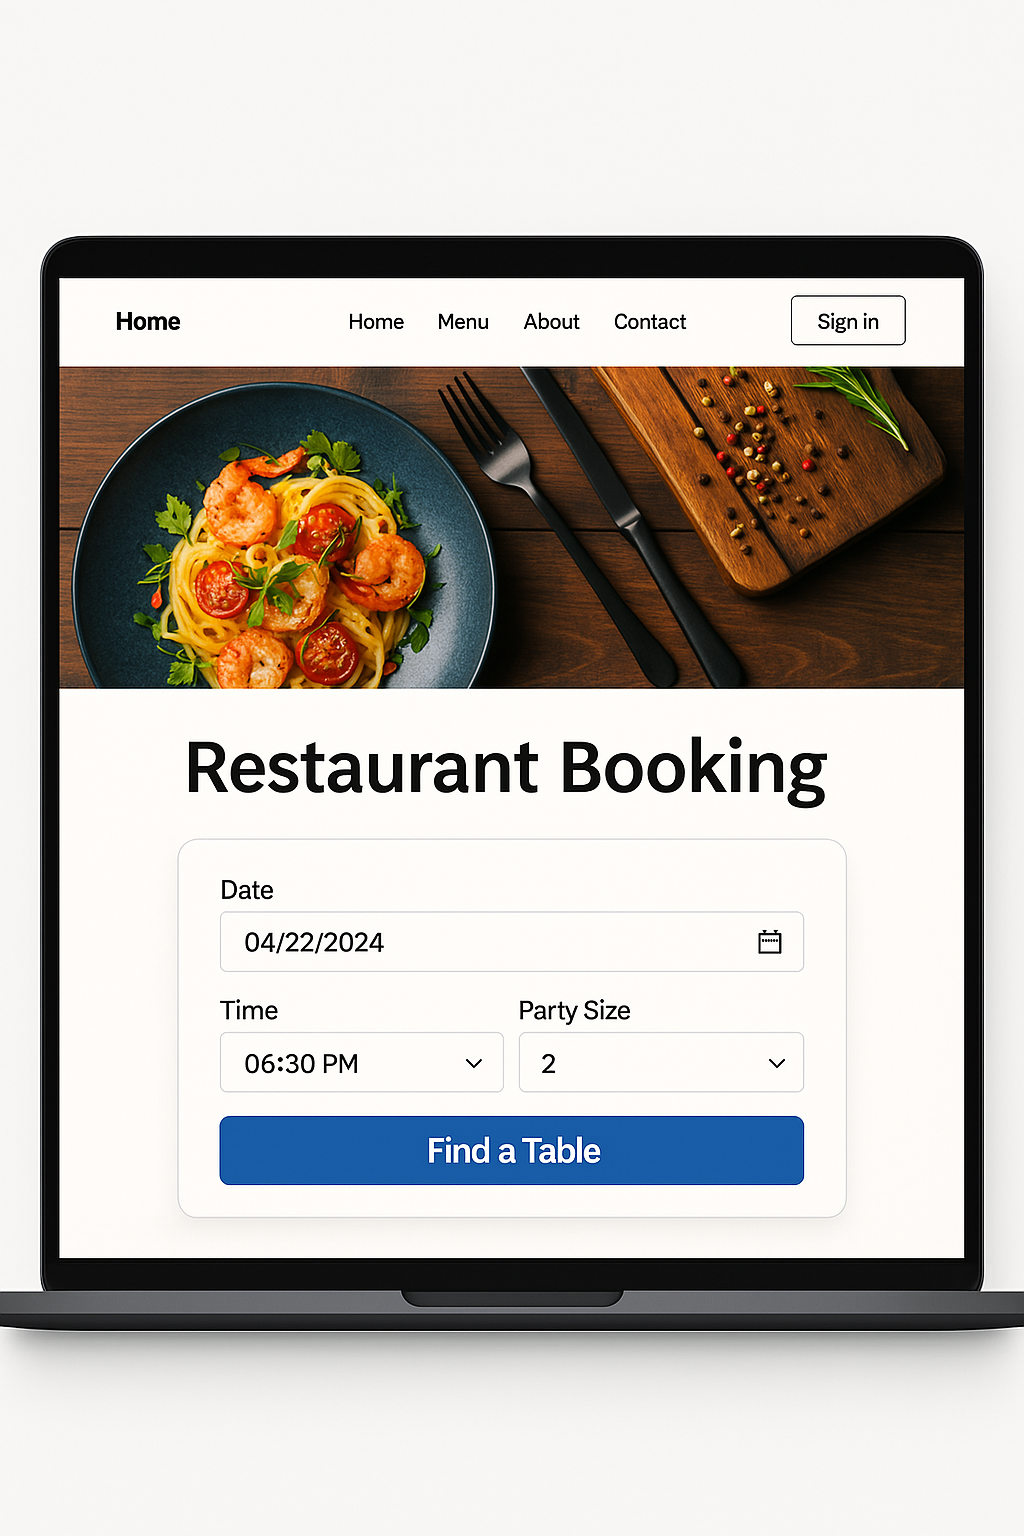 Home
Home Menu About Contact
Sign in
Restaurant Booking
Date
04/22/2024
Time
Party Size
06:30 PM
2
Find a Table